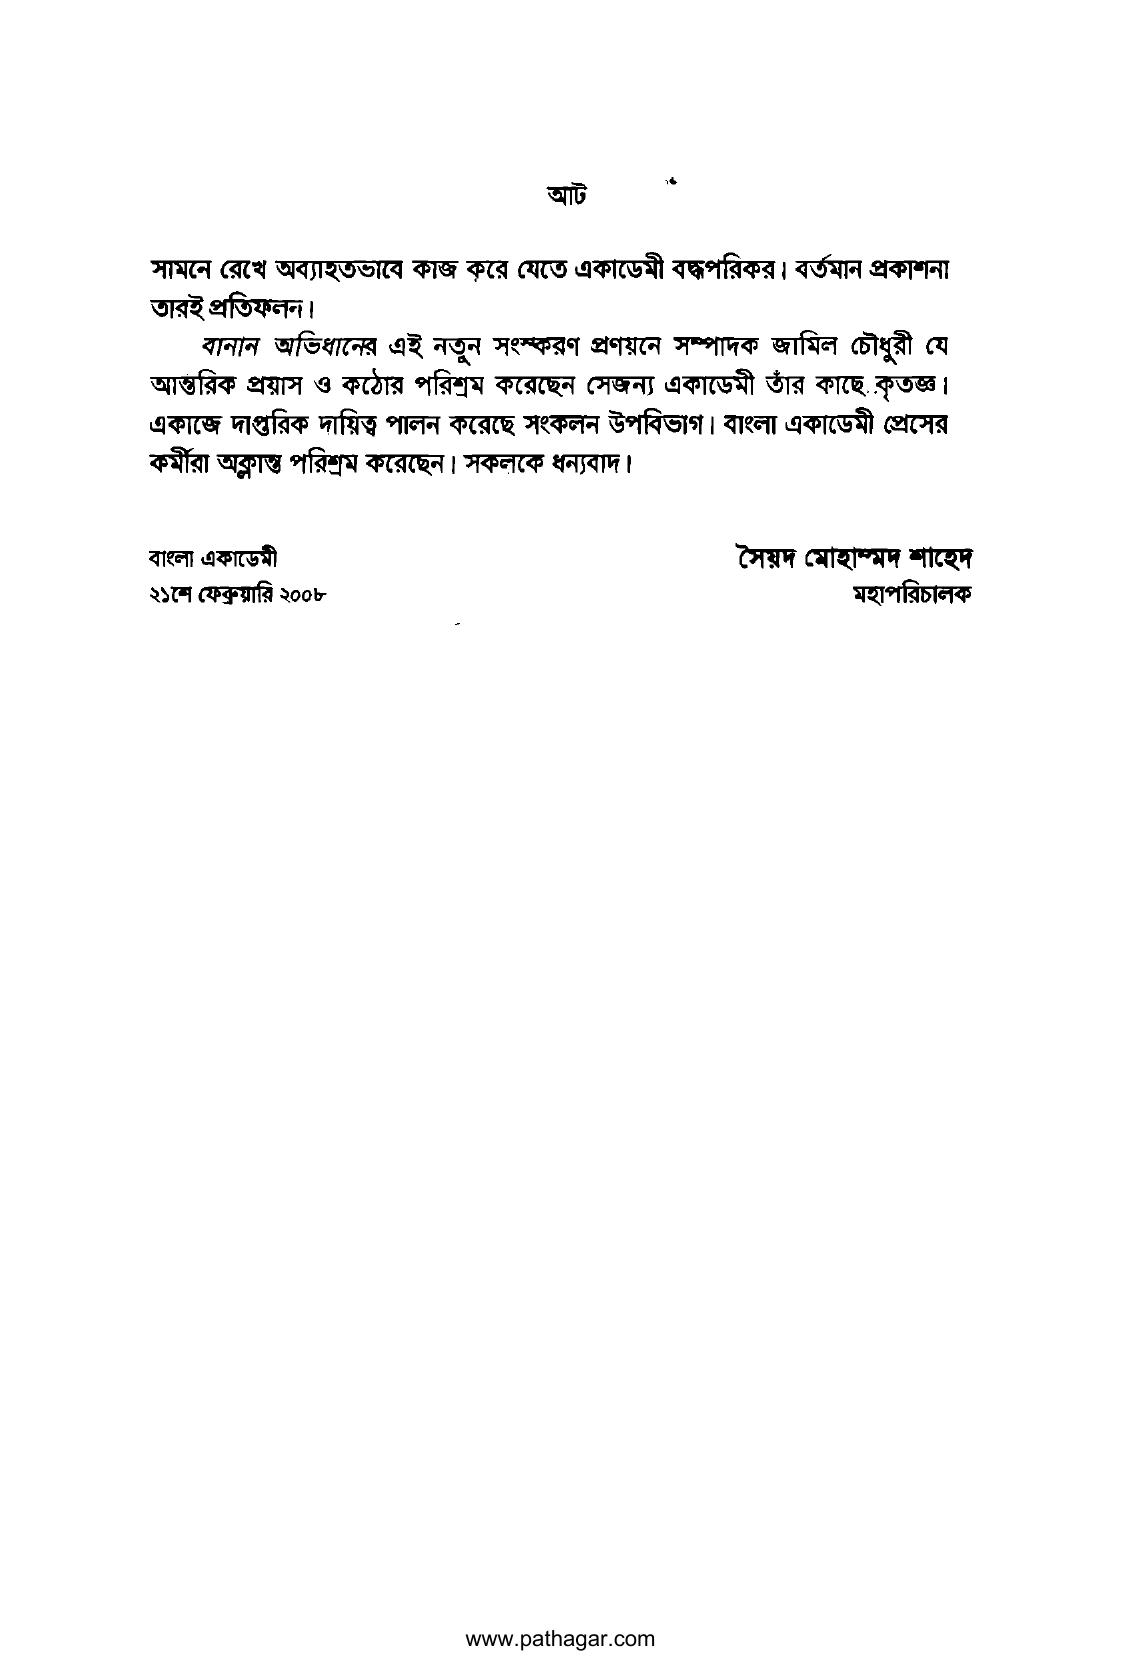 আট
সামনে রেখে অব্যাহতভাবে কাজ করে যেতে একাডেমী বদ্ধপরিকর। বর্তমান প্রকাশনা
তারই প্রতিফলন।
বানান অভিধানের এই নতুন সংস্করণ প্রণয়নে সম্পাদক জামিল চৌধুরী যে
আন্তরিক প্রয়াস ও কঠোর পরিশ্রম করেছেন সেজন্য একাডেমী তাঁর কাছে কৃতজ্ঞ।
একাজে দাপ্তরিক দায়িত্ব পালন করেছে সংকলন উপবিভাগ। বাংলা একাডেমী প্রেসের
কর্মীরা অক্লান্ত পরিশ্রম করেছেন। সকলকে ধন্যবাদ।
বাংলা একাডেমী
২১শে ফেব্রুয়ারি ২০০৮
সৈয়দ মোহাম্মদ শাহেদ
মহাপরিচালক
www.pathagar.com